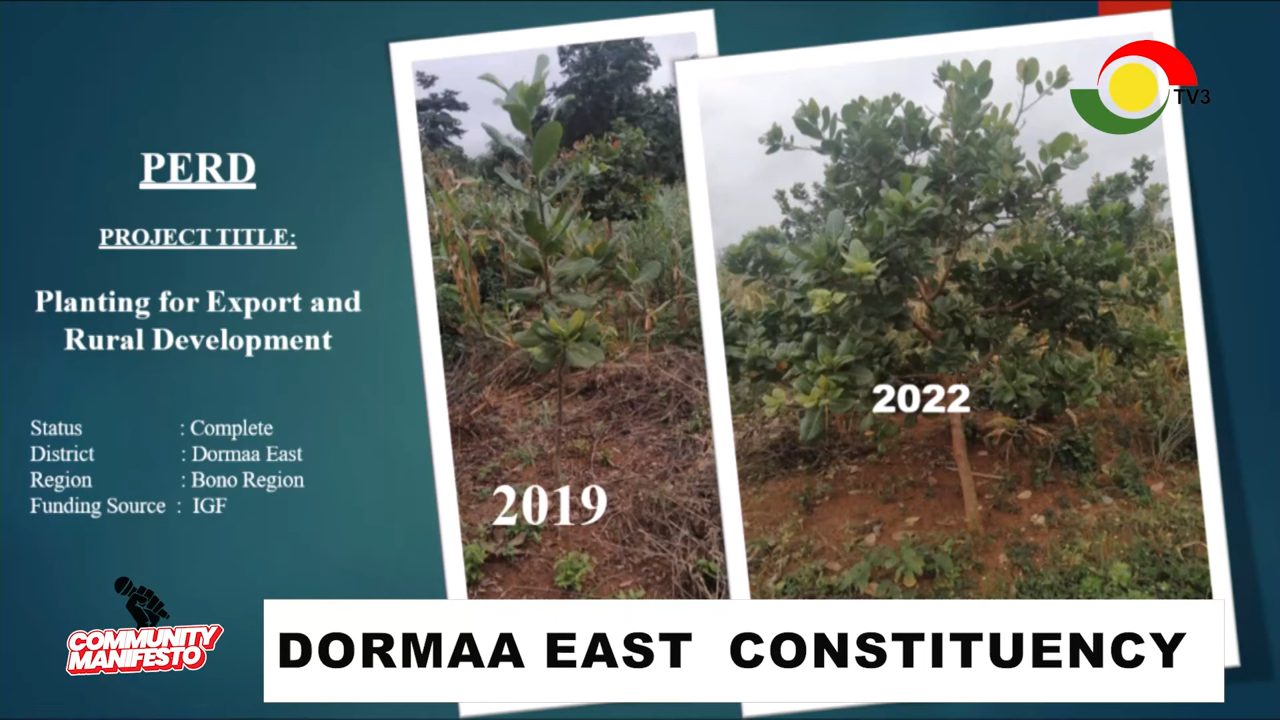 PERD
PROJECT TITLE:
Planting for Export and
Rural Development
Status : Complete
District : Dormaa East
Region : Bono Region
Funding Source : IGF
2019
2022
TV3
COMMUNITY
MANIFESTO
DORMAA EAST CONSTITUENCY